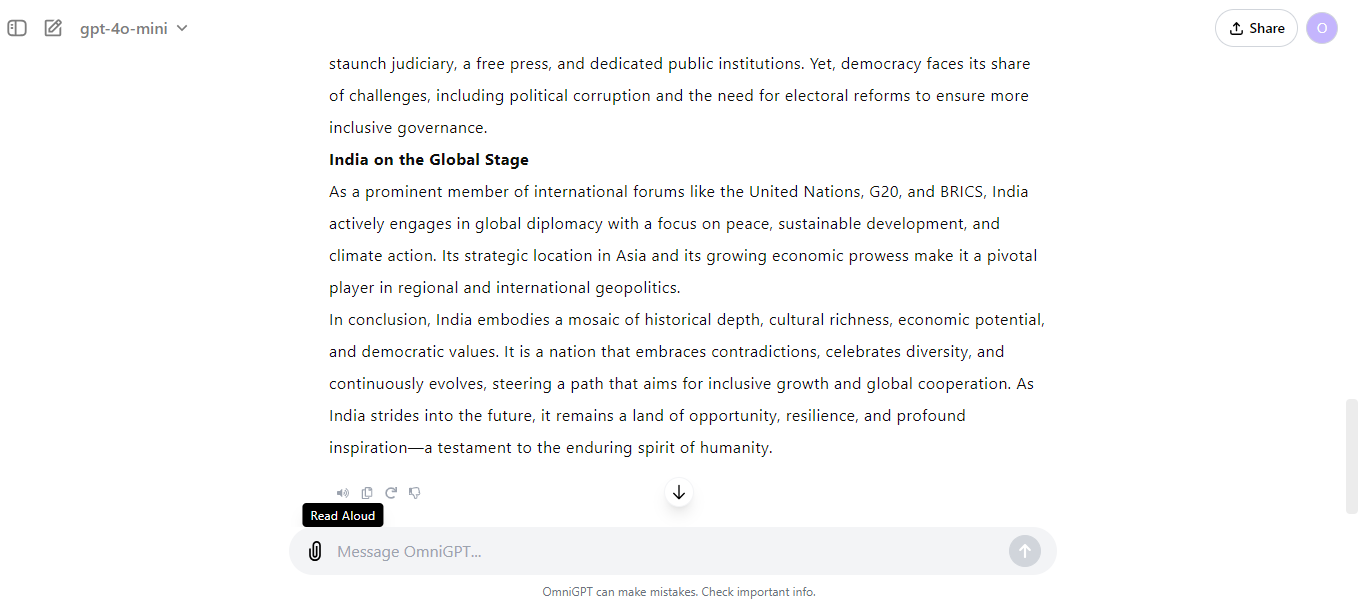 gpt-4o-mini
Share
O
staunch judiciary, a free press, and dedicated public institutions. Yet, democracy faces its share
of challenges, including political corruption and the need for electoral reforms to ensure more
inclusive governance.
India on the Global Stage
As a prominent member of international forums like the United Nations, G20, and BRICS, India
actively engages in global diplomacy with a focus on peace, sustainable development, and
climate action. Its strategic location in Asia and its growing economic prowess make it a pivotal
player in regional and international geopolitics.
In conclusion, India embodies a mosaic of historical depth, cultural richness, economic potential,
and democratic values. It is a nation that embraces contradictions, celebrates diversity, and
continuously evolves, steering a path that aims for inclusive growth and global cooperation. As
India strides into the future, it remains a land of opportunity, resilience, and profound
inspiration—a testament to the enduring spirit of humanity.
Read Aloud
Message OmniGPT...
OmniGPT can make mistakes. Check important info.